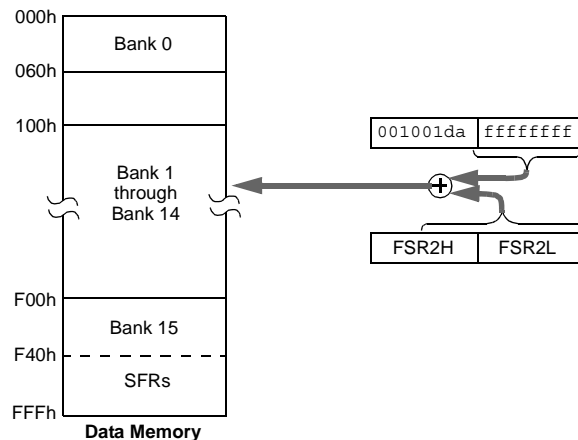 000h
Bank 0
060h
100h
001001da ffffffff
Bank 1
through
Bank 14
FSR2H FSR2L
F00h
Bank 15
F40h
SFRs
FFFh
Data Memory